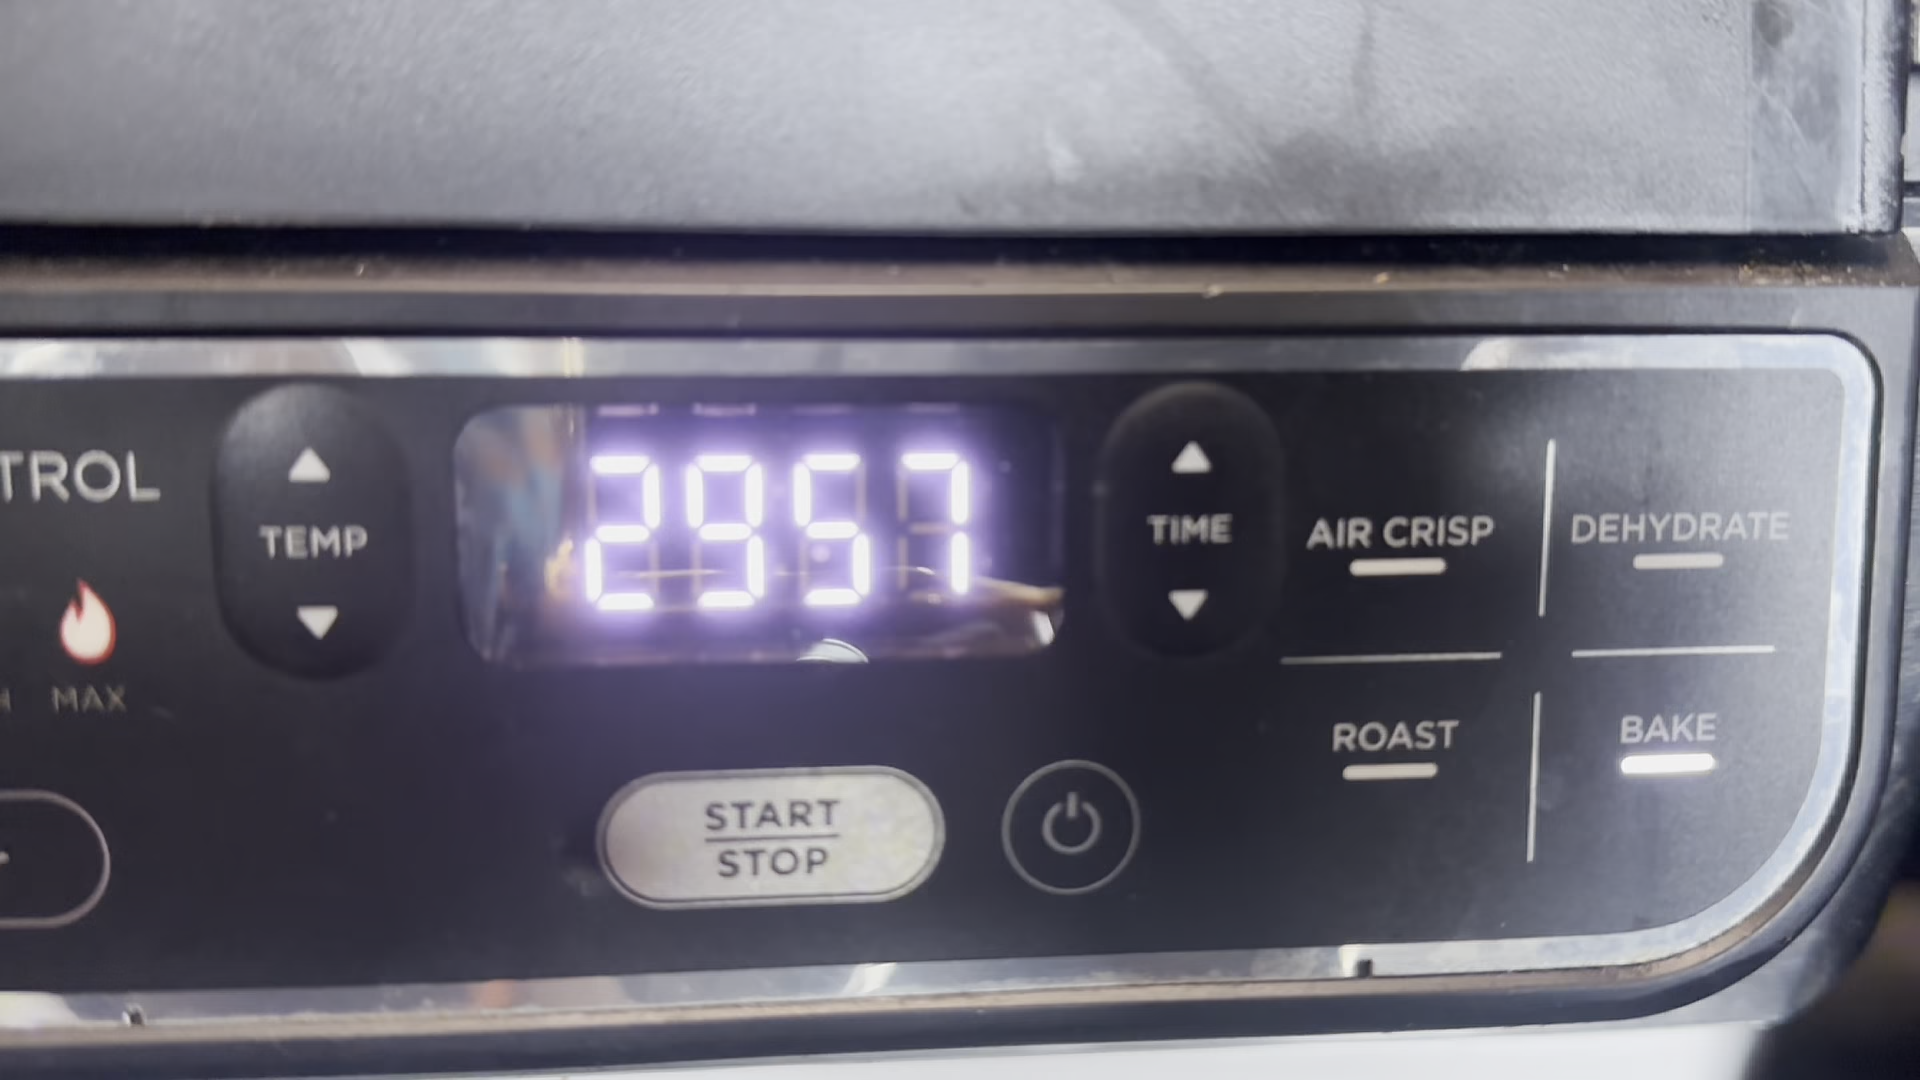 TROL
TEMP
2957
TIME
AIR CRISP
DEHYDRATE
MAX
ROAST
BAKE
START
STOP